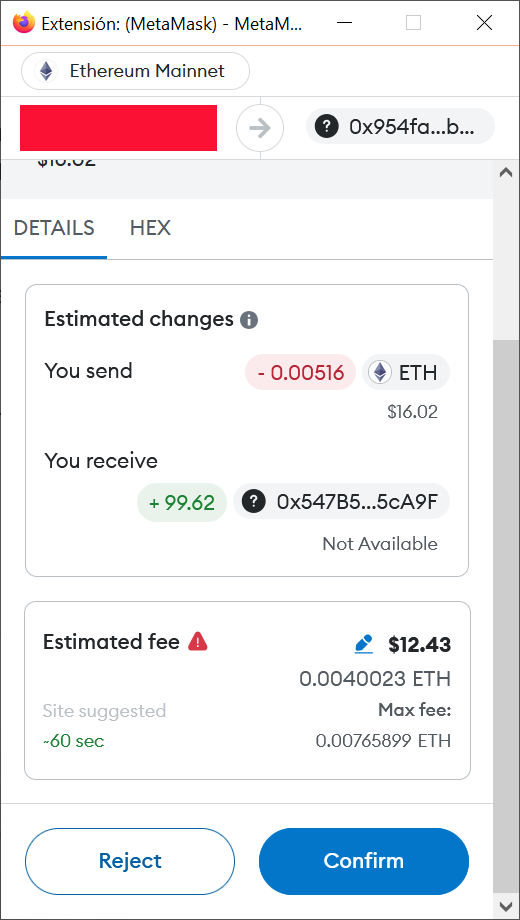 Extensión: (MetaMask) - MetaM...
Ethereum Mainnet
? 0x954fa...b...
$16.02
DETAILS HEX
Estimated changes i
You send - 0.00516 ETH
$16.02
You receive
+ 99.62 ? 0x547B5...5cA9F
Not Available
Estimated fee ! $12.43
0.0040023 ETH
Site suggested Max fee:
~60 sec 0.00765899 ETH
Reject Confirm